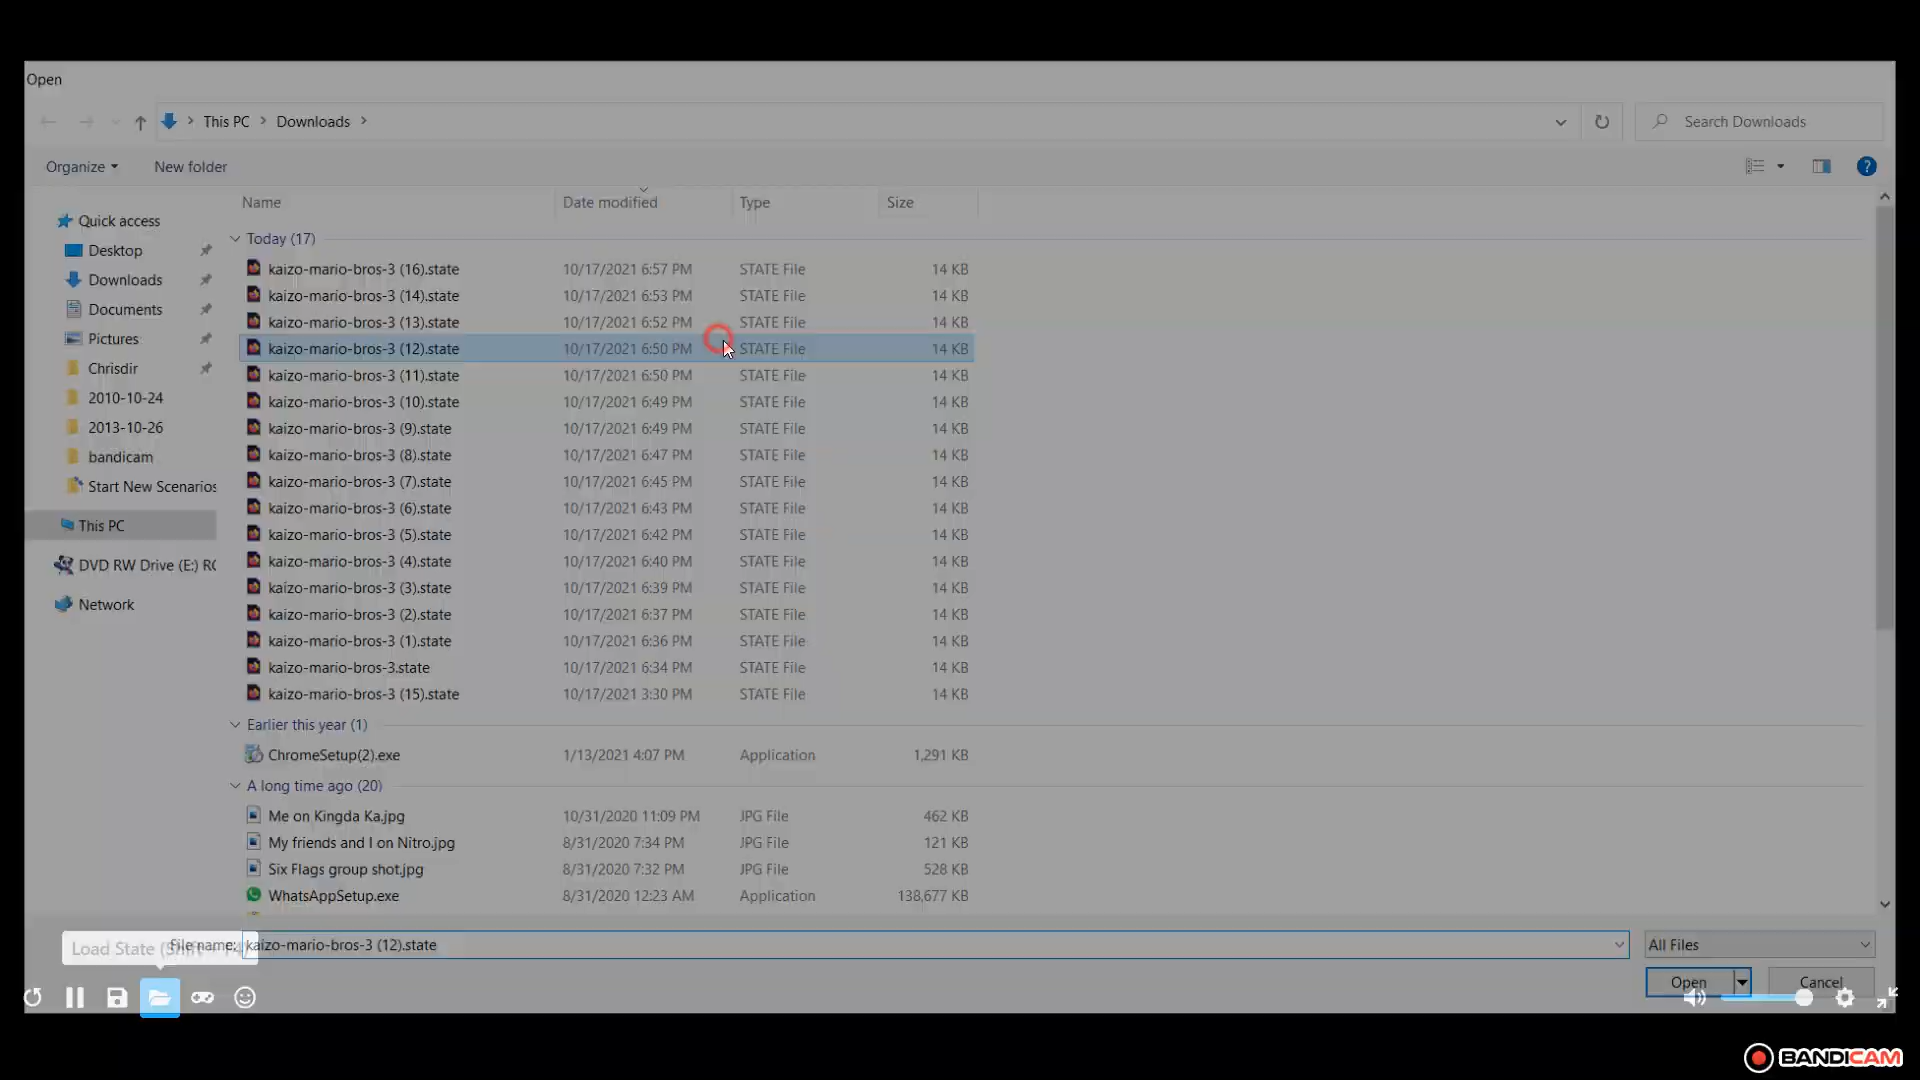 Open
This PC > Downloads >
Search Downloads
Organize
New folder
Name Date modified Type Size
Quick access
Desktop
Downloads
Documents
Pictures
Chrisdir
2010-10-24
2013-10-26
bandicam
Start New Scenarios
This PC
DVD RW Drive (E:) RC
Network
Today (17)
kaizo-mario-bros-3 (16).state 10/17/2021 6:57 PM STATE File 14 KB
kaizo-mario-bros-3 (14).state 10/17/2021 6:53 PM STATE File 14 KB
kaizo-mario-bros-3 (13).state 10/17/2021 6:52 PM STATE File 14 KB
kaizo-mario-bros-3 (12).state 10/17/2021 6:50 PM STATE File 14 KB
kaizo-mario-bros-3 (11).state 10/17/2021 6:50 PM STATE File 14 KB
kaizo-mario-bros-3 (10).state 10/17/2021 6:49 PM STATE File 14 KB
kaizo-mario-bros-3 (9).state 10/17/2021 6:49 PM STATE File 14 KB
kaizo-mario-bros-3 (8).state 10/17/2021 6:47 PM STATE File 14 KB
kaizo-mario-bros-3 (7).state 10/17/2021 6:45 PM STATE File 14 KB
kaizo-mario-bros-3 (6).state 10/17/2021 6:43 PM STATE File 14 KB
kaizo-mario-bros-3 (5).state 10/17/2021 6:42 PM STATE File 14 KB
kaizo-mario-bros-3 (4).state 10/17/2021 6:40 PM STATE File 14 KB
kaizo-mario-bros-3 (3).state 10/17/2021 6:39 PM STATE File 14 KB
kaizo-mario-bros-3 (2).state 10/17/2021 6:37 PM STATE File 14 KB
kaizo-mario-bros-3 (1).state 10/17/2021 6:36 PM STATE File 14 KB
kaizo-mario-bros-3.state 10/17/2021 6:34 PM STATE File 14 KB
kaizo-mario-bros-3 (15).state 10/17/2021 3:30 PM STATE File 14 KB
Earlier this year (1)
ChromeSetup(2).exe 1/13/2021 4:07 PM Application 1,291 KB
A long time ago (20)
Me on Kingda Ka.jpg 10/31/2020 11:09 PM JPG File 462 KB
My friends and I on Nitro.jpg 8/31/2020 7:34 PM JPG File 121 KB
Six Flags group shot.jpg 8/31/2020 7:32 PM JPG File 528 KB
WhatsAppSetup.exe 8/31/2020 12:23 AM Application 138,677 KB
Load State
File name: kaizo-mario-bros-3 (12).state
All Files
Open
Cancel
BANDICAM